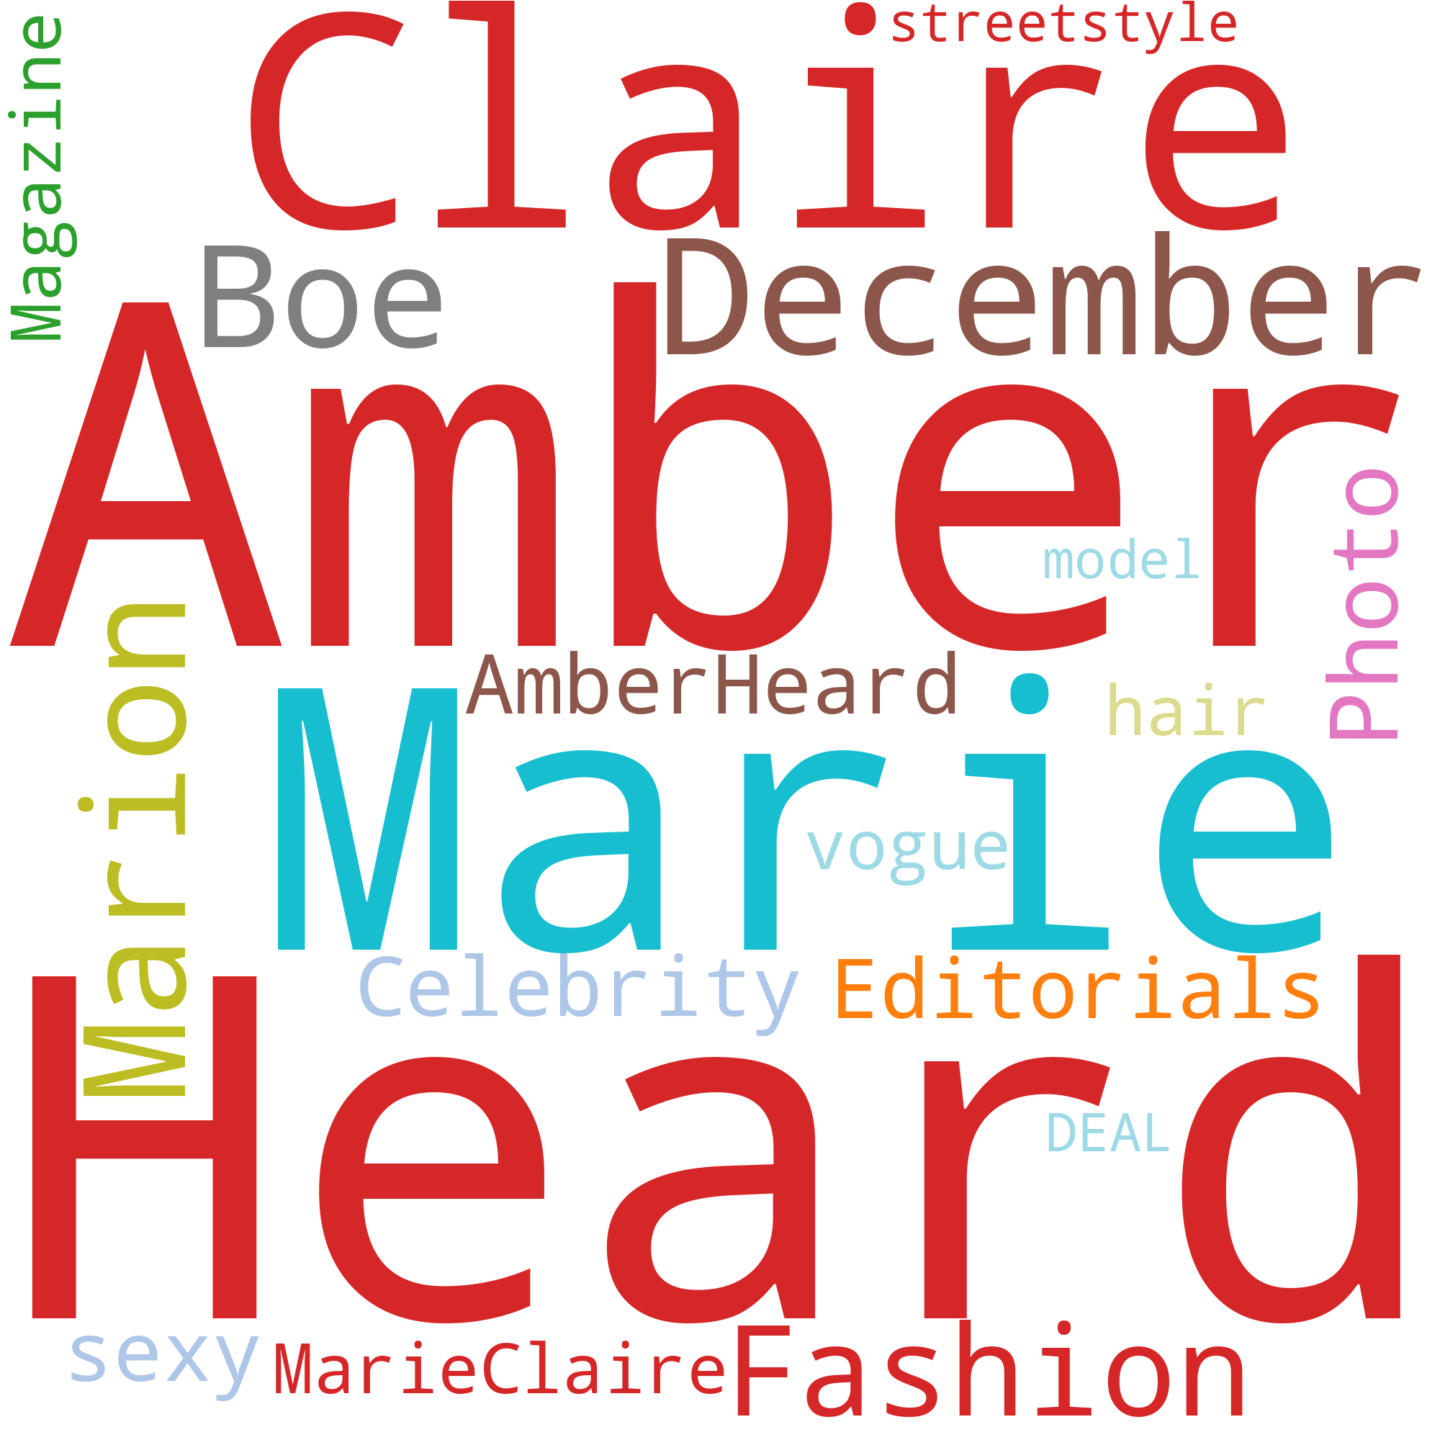 streetstyle
Claire
Magazine
Boe
December
Amber
model
Photo
Marion
AmberHeard
hair
Marie
vogue
Celebrity
Editorials
Heard
DEAL
sexy
MarieClaire
Fashion